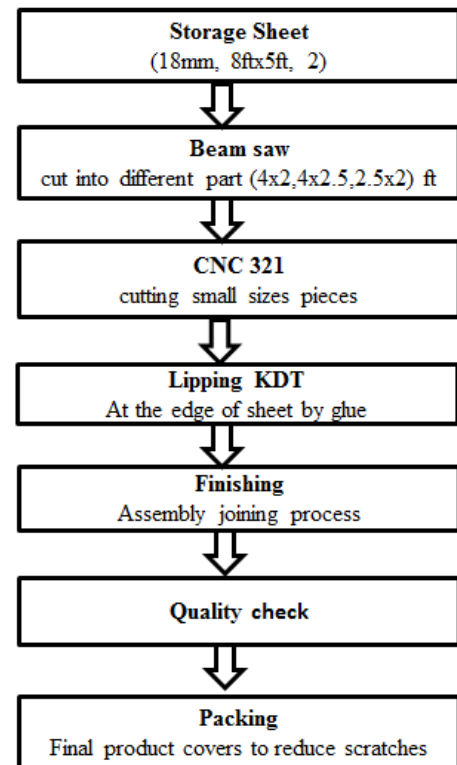 Storage Sheet
(18mm, 8ftx5ft, 2)
Beam saw
cut into different part (4x2,4x2.5,2.5x2) ft
CNC 321
cutting small sizes pieces
Lipping KDT
At the edge of sheet by glue
Finishing
Assembly joining process
Quality check
Packing
Final product covers to reduce scratches